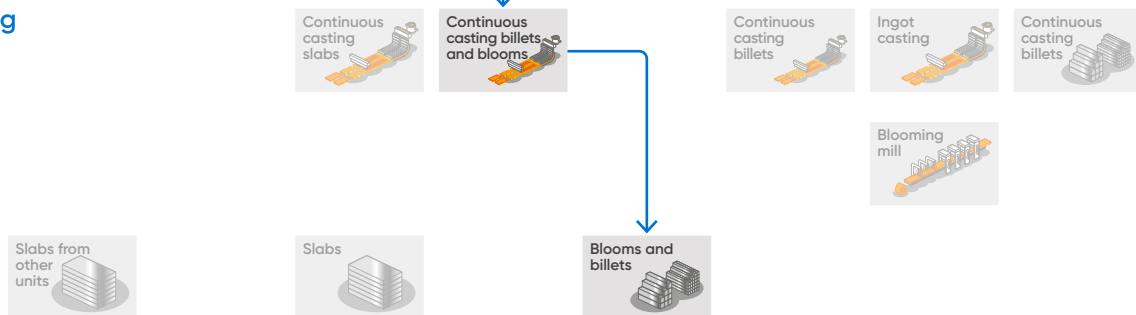 g
Continuous
casting
slabs
Continuous
casting billets
and blooms
Continuous
casting
billets
Ingot
casting
Continuous
casting
billets
Blooming
mill
Slabs from
other
units
Slabs
Blooms and
billets